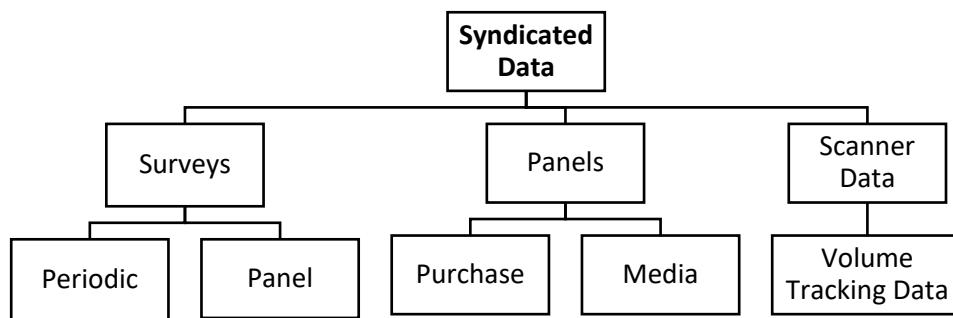 Syndicated
Data
Surveys
Panels
Scanner
Data
Periodic
Panel
Purchase
Media
Volume
Tracking Data